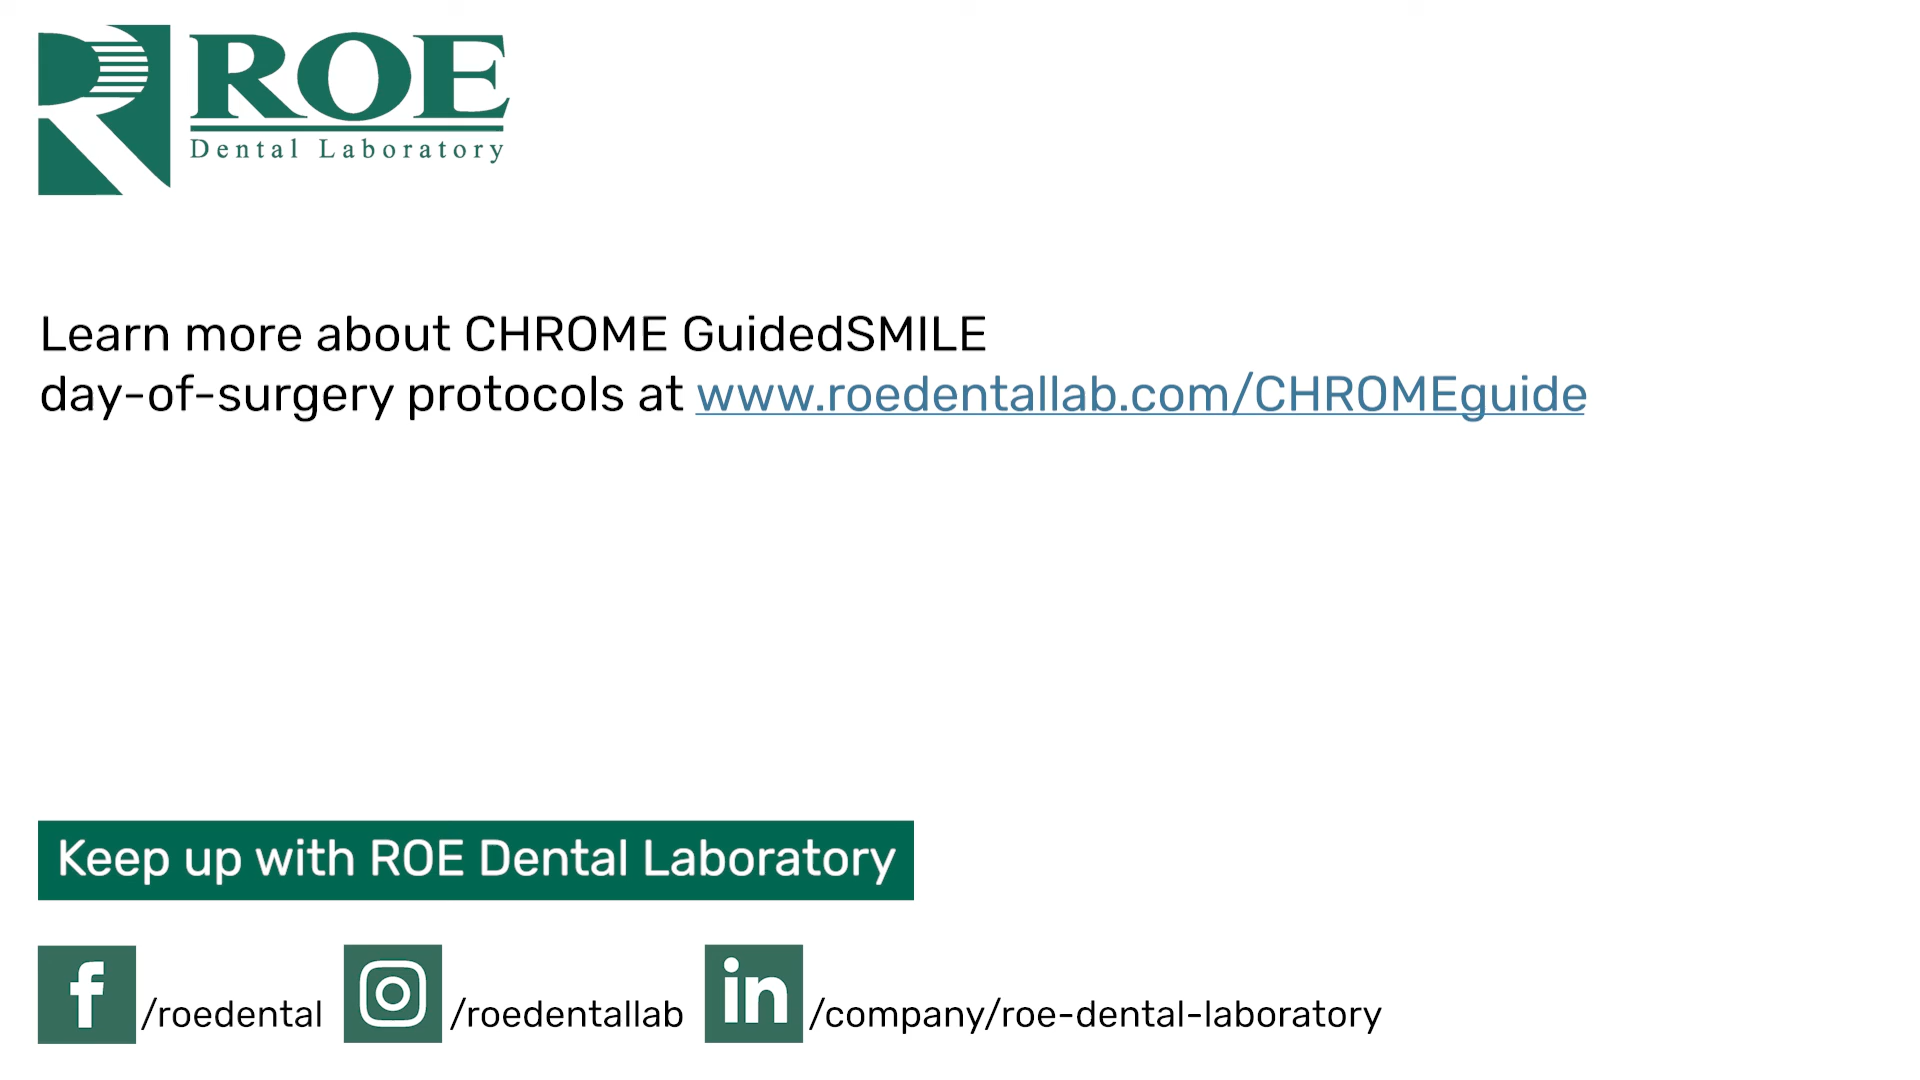 ROE
Dental Laboratory
Learn more about CHROME GuidedSMILE
day-of-surgery protocols at www.roedentallab.com/CHROMEguide
Keep up with ROE Dental Laboratory
/roedental /roedentallab /company/roe-dental-laboratory